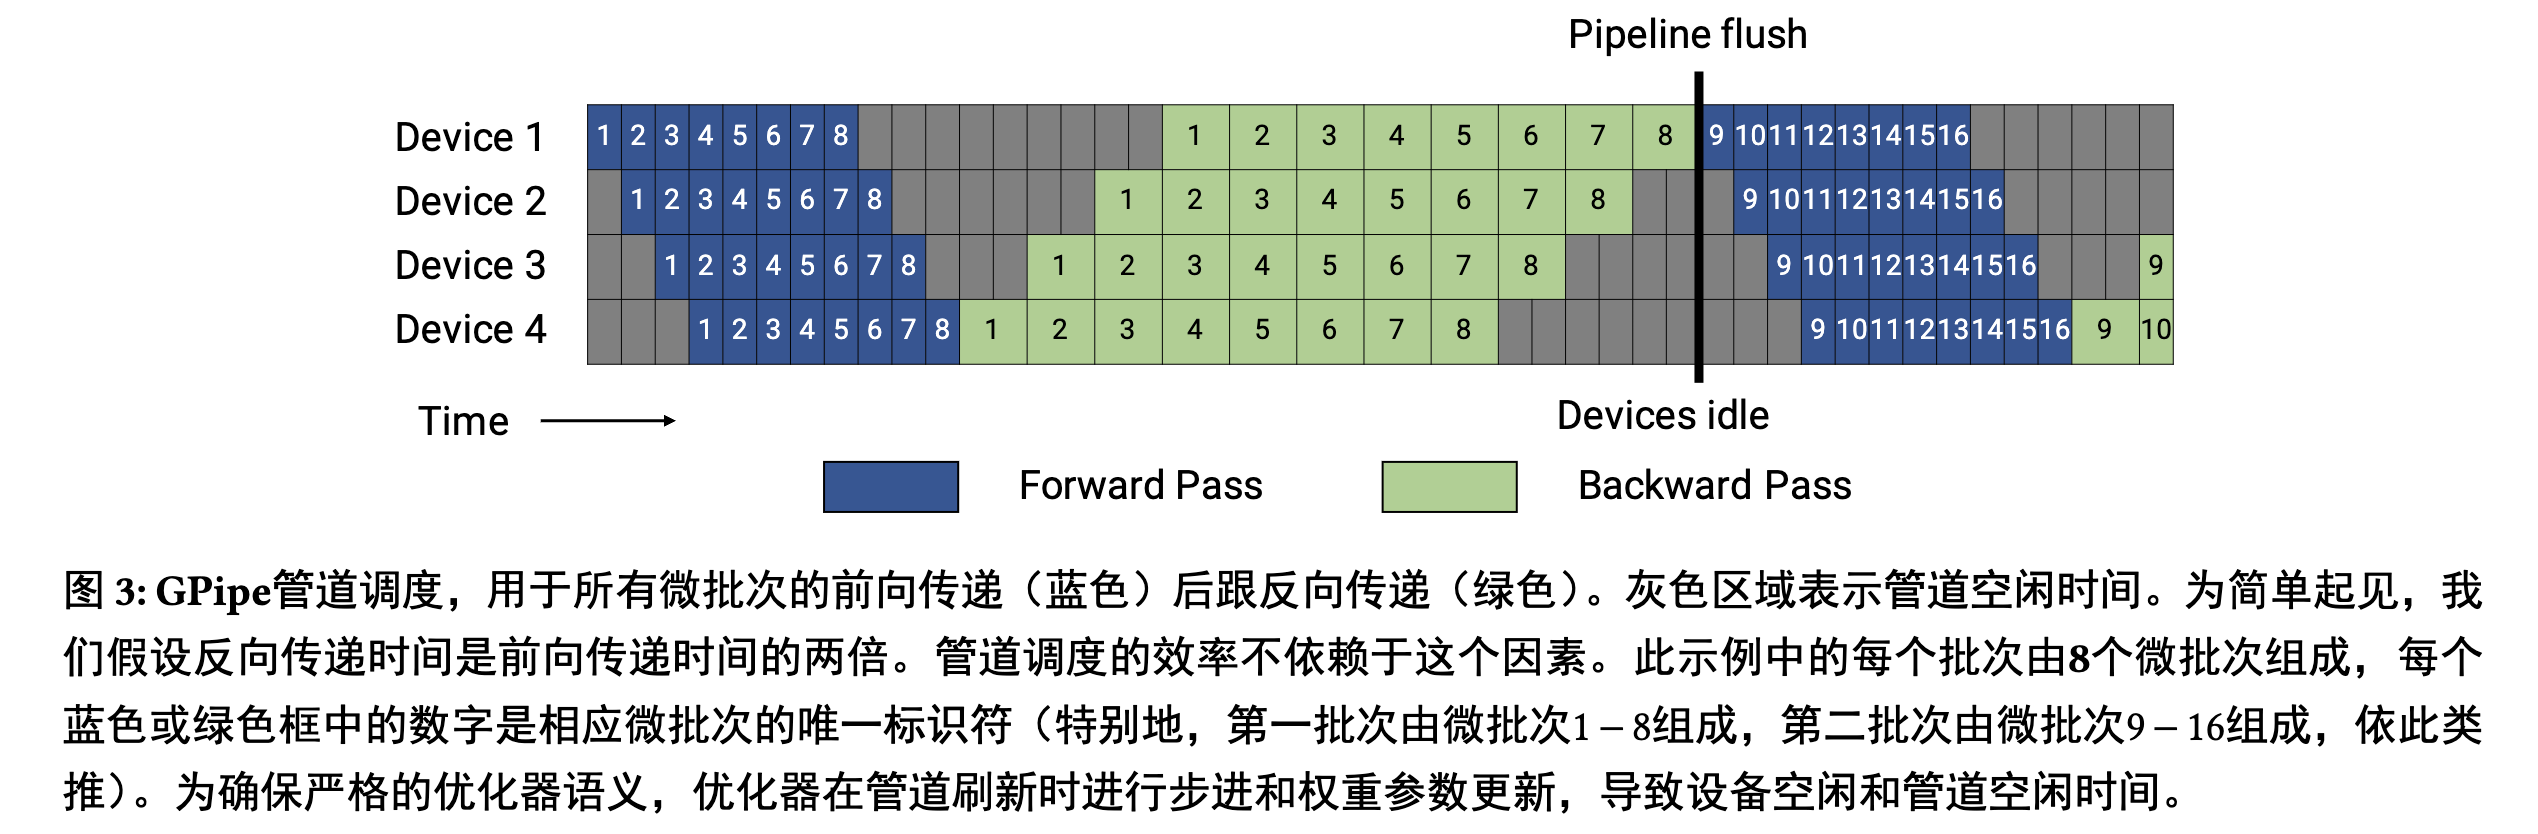 Pipeline flush
Device 1 1 2 3 4 5 6 7 8 1 2 3 4 5 6 7 8 9 10 11 12 13 14 15 16
Device 2 1 2 3 4 5 6 7 8 1 2 3 4 5 6 7 8 9 10 11 12 13 14 15 16
Device 3 1 2 3 4 5 6 7 8 1 2 3 4 5 6 7 8 9 10 11 12 13 14 15 16 9
Device 4 1 2 3 4 5 6 7 8 1 2 3 4 5 6 7 8 9 10 11 12 13 14 15 16 9 10
Time Devices idle
Forward Pass Backward Pass
图 3: GPipe管道调度，用于所有微批次的前向传递（蓝色）后跟反向传递（绿色）。灰色区域表示管道空闲时间。为简单起见，我
们假设反向传递时间是前向传递时间的两倍。管道调度的效率不依赖于这个因素。此示例中的每个批次由8个微批次组成，每个
蓝色或绿色框中的数字是相应微批次的唯一标识符（特别地，第一批次由微批次1 – 8组成，第二批次由微批次9 – 16组成，依此类
推）。为确保严格的优化器语义，优化器在管道刷新时进行步进和权重参数更新，导致设备空闲和管道空闲时间。